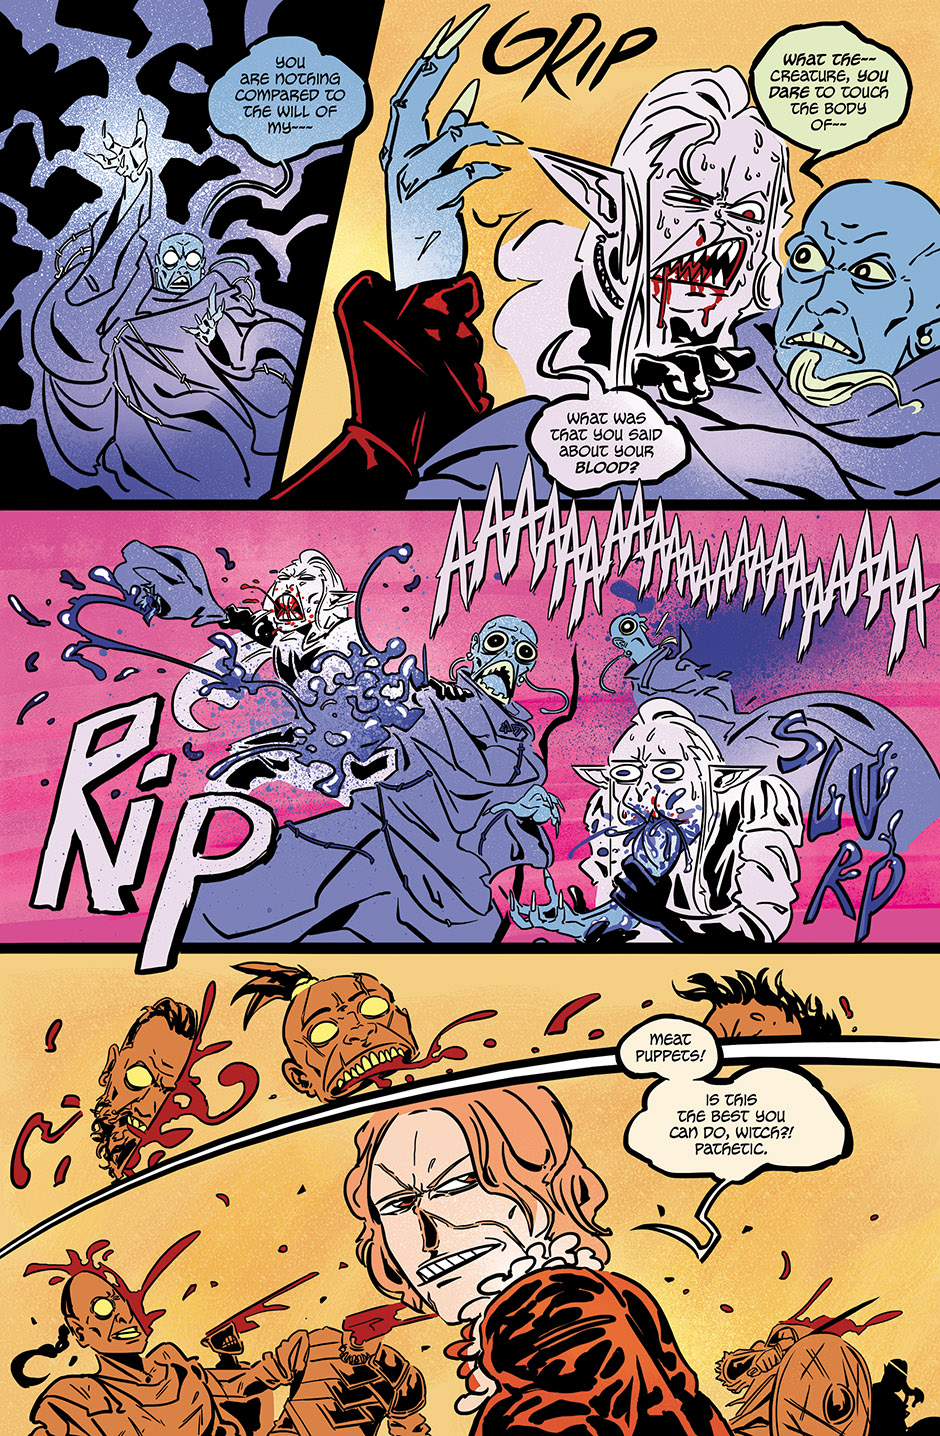 YOU
ARE NOTHING
COMPARED TO
THE WILL OF
MY---
GRIP
WHAT THE--
CREATURE, YOU
DARE TO TOUCH
THE BODY
OF--
WHAT WAS
THAT YOU SAID
ABOUT YOUR
BLOOD?
RIP
SLURP
MEAT
PUPPETS!
IS THIS
THE BEST YOU
CAN DO, WITCH?!
PATHETIC.